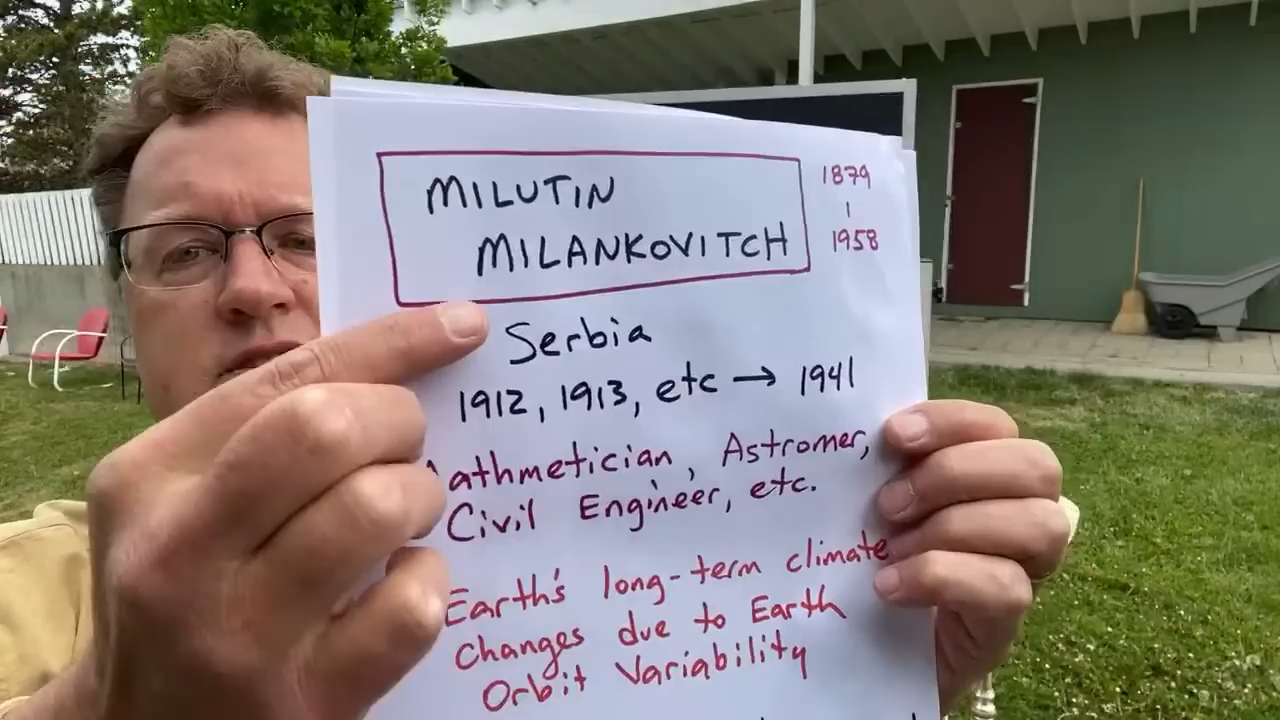 MILUTIN
MILANKOVITCH
1879
|
1958
Serbia
1912, 1913, etc → 1941
Mathmetician, Astromer,
Civil Engineer, etc.
Earth's long-term climate
changes due to Earth
Orbit Variability